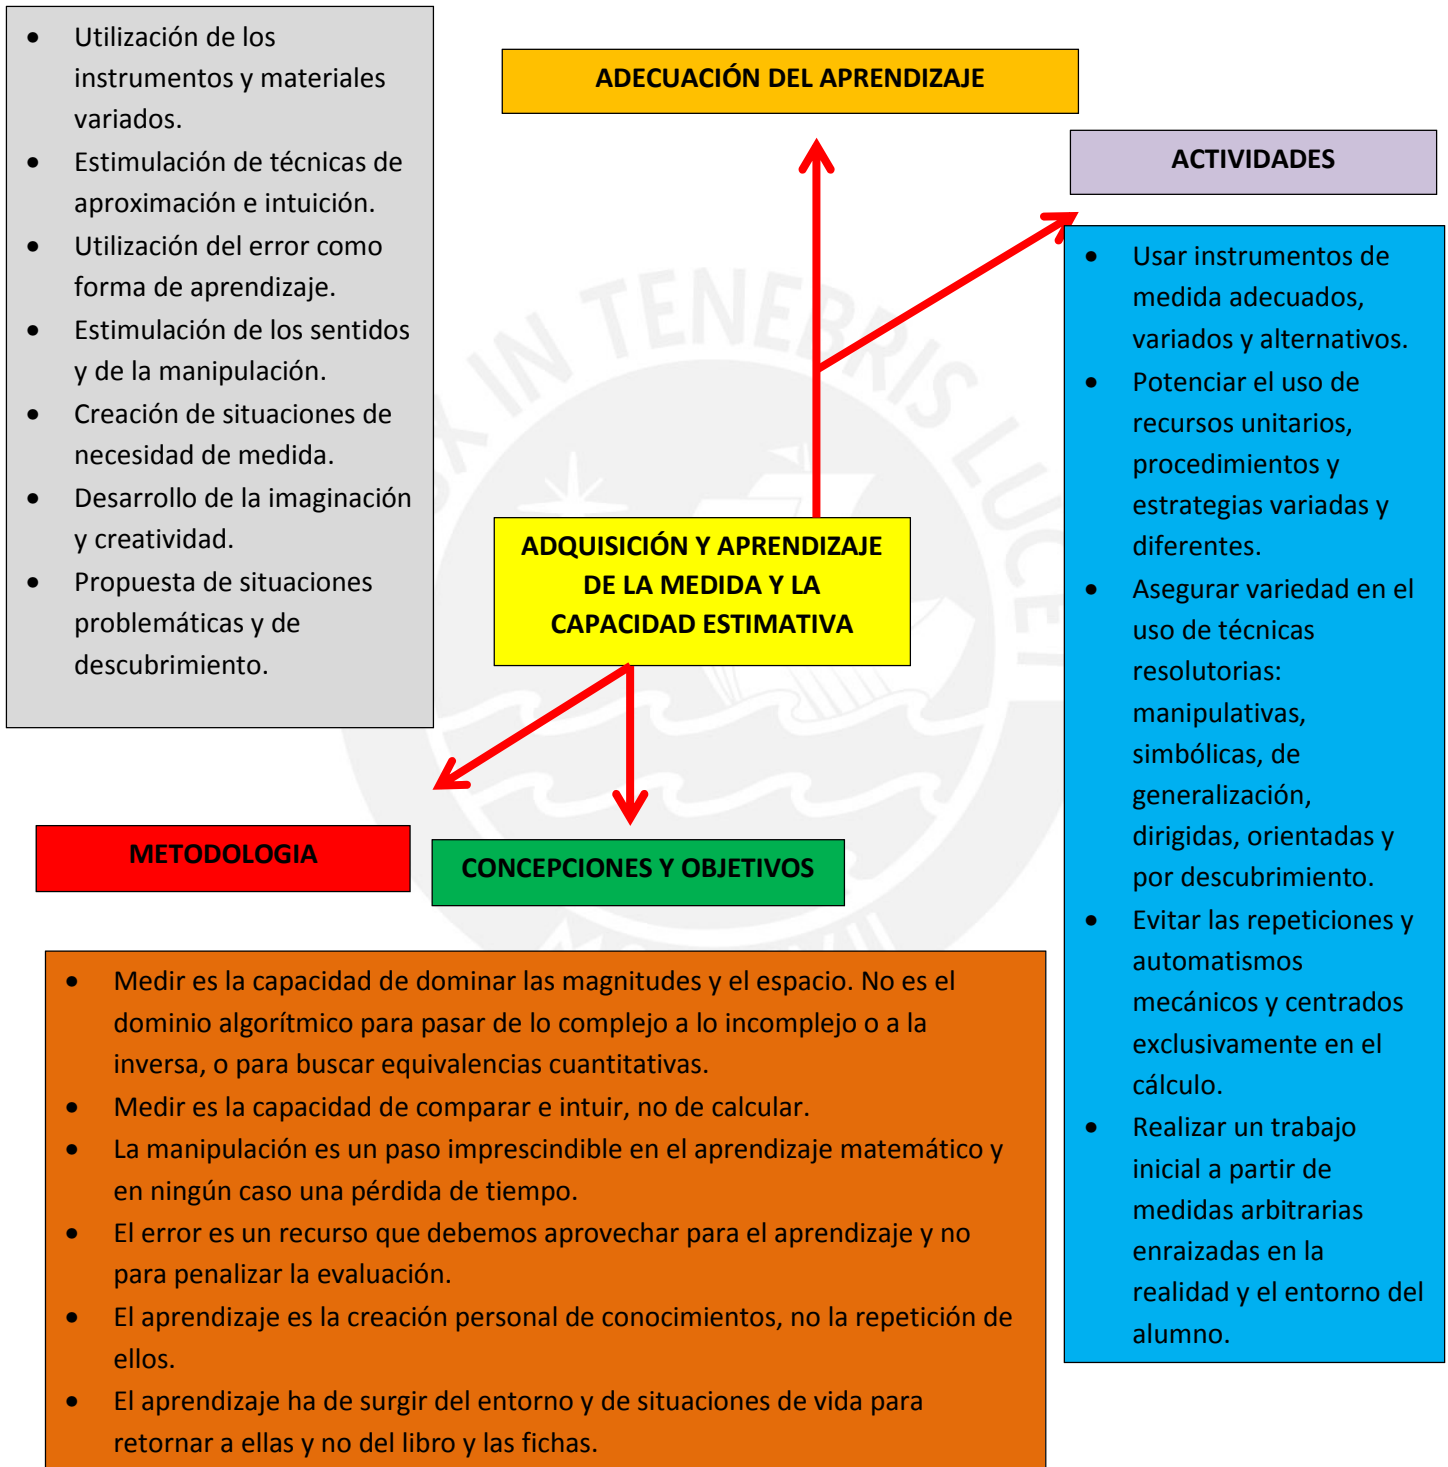 • Utilización de los
instrumentos y materiales
variados.
• Estimulación de técnicas de
aproximación e intuición.
• Utilización del error como
forma de aprendizaje.
• Estimulación de los sentidos
y de la manipulación.
• Creación de situaciones de
necesidad de medida.
• Desarrollo de la imaginación
y creatividad.
• Propuesta de situaciones
problemáticas y de
descubrimiento.
ADECUACIÓN DEL APRENDIZAJE
ACTIVIDADES
• Usar instrumentos de
medida adecuados,
variados y alternativos.
• Potenciar el uso de
recursos unitarios,
procedimientos y
estrategias variadas y
diferentes.
• Asegurar variedad en el
uso de técnicas
resolutorias:
manipulativas,
simbólicas, de
generalización,
dirigidas, orientadas y
por descubrimiento.
• Evitar las repeticiones y
automatismos
mecánicos y centrados
exclusivamente en el
cálculo.
• Realizar un trabajo
inicial a partir de
medidas arbitrarias
enraizadas en la
realidad y el entorno del
alumno.
ADQUISICIÓN Y APRENDIZAJE
DE LA MEDIDA Y LA
CAPACIDAD ESTIMATIVA
METODOLOGIA
CONCEPCIONES Y OBJETIVOS
• Medir es la capacidad de dominar las magnitudes y el espacio. No es el
dominio algorítmico para pasar de lo complejo a lo incomplejo o a la
inversa, o para buscar equivalencias cuantitativas.
• Medir es la capacidad de comparar e intuir, no de calcular.
• La manipulación es un paso imprescindible en el aprendizaje matemático y
en ningún caso una pérdida de tiempo.
• El error es un recurso que debemos aprovechar para el aprendizaje y no
para penalizar la evaluación.
• El aprendizaje es la creación personal de conocimientos, no la repetición de
ellos.
• El aprendizaje ha de surgir del entorno y de situaciones de vida para
retornar a ellas y no del libro y las fichas.
IN TENEBRIS LUCET